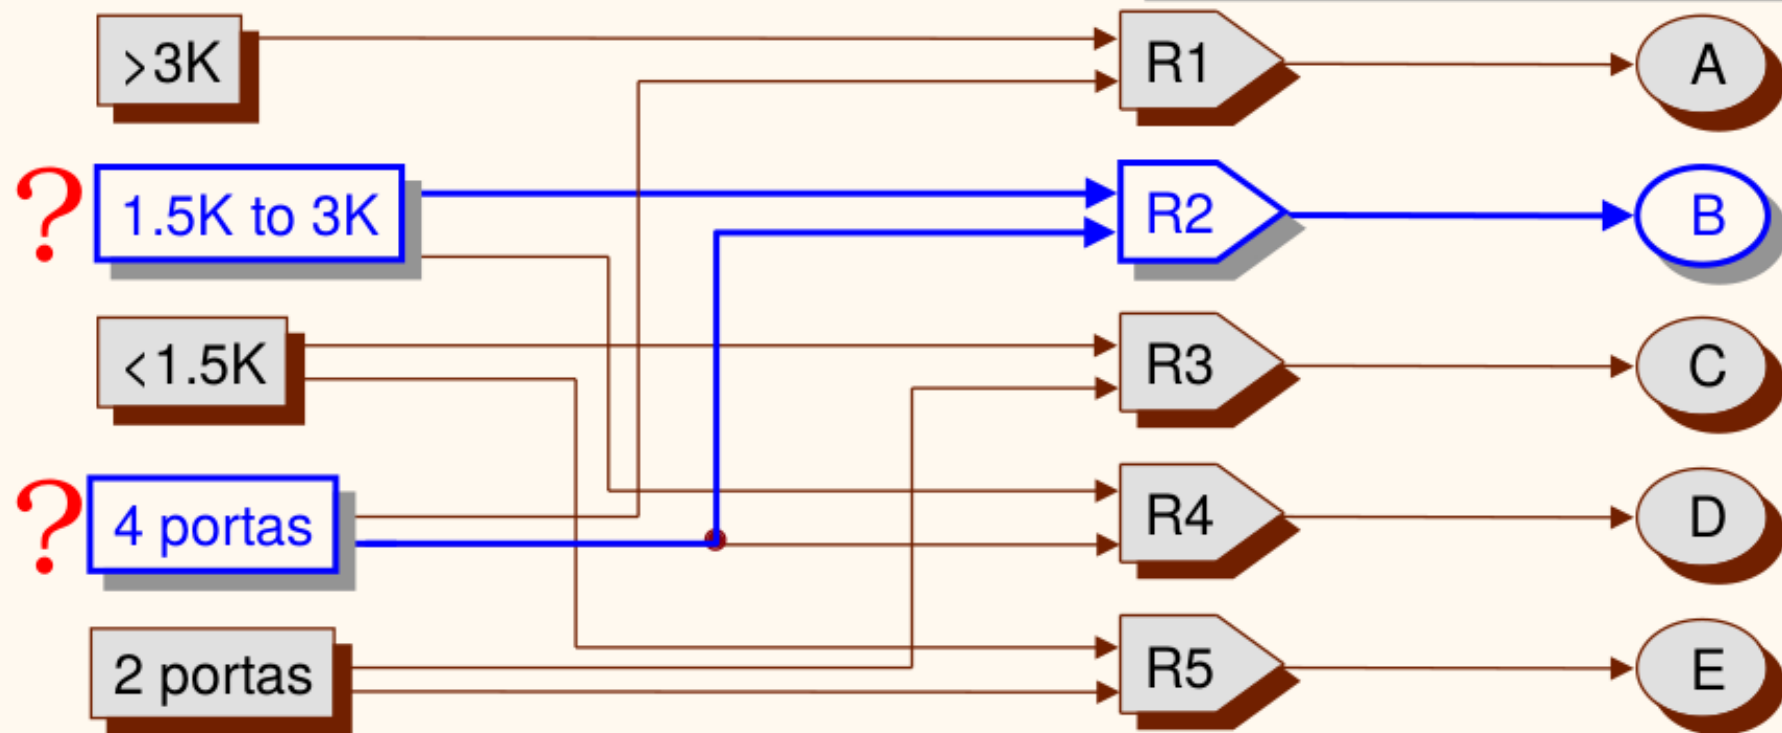 >3K
R1
A
?
1.5K to 3K
R2
B
<1.5K
R3
C
?
4 portas
R4
D
2 portas
R5
E